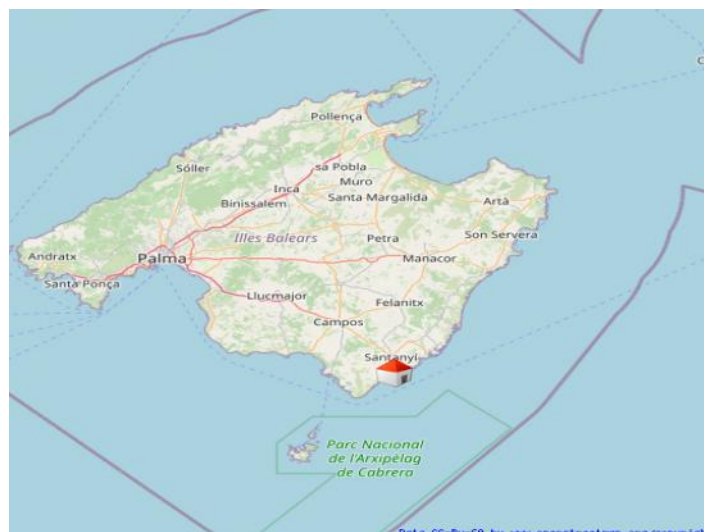 Pollença
Sóller
sa Pobla
Muro
Inca
Binissalem
Santa Margalida
Artà
Illes Balears
Petra
Son Servera
Andratx
Palma
Manacor
Santa Ponça
Llucmajor
Felanitx
Campos
Santanyí
Parc Nacional
de l'Arxipèlag
de Cabrera